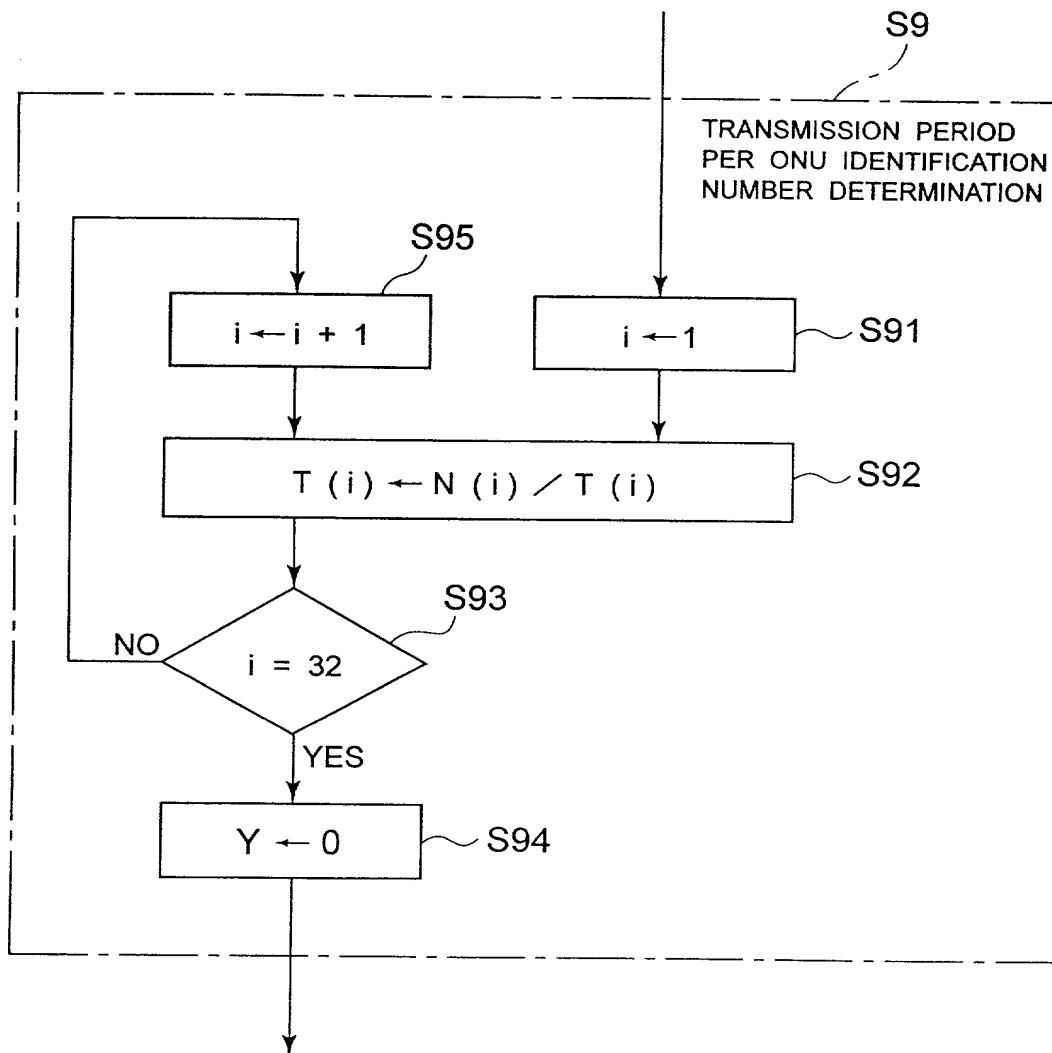 S9
TRANSMISSION PERIOD
PER ONU IDENTIFICATION
NUMBER DETERMINATION
S95
i ← i + 1
i ← 1
S91
T (i) ← N (i) / T (i)
S92
S93
NO
i = 32
YES
Y ← 0
S94